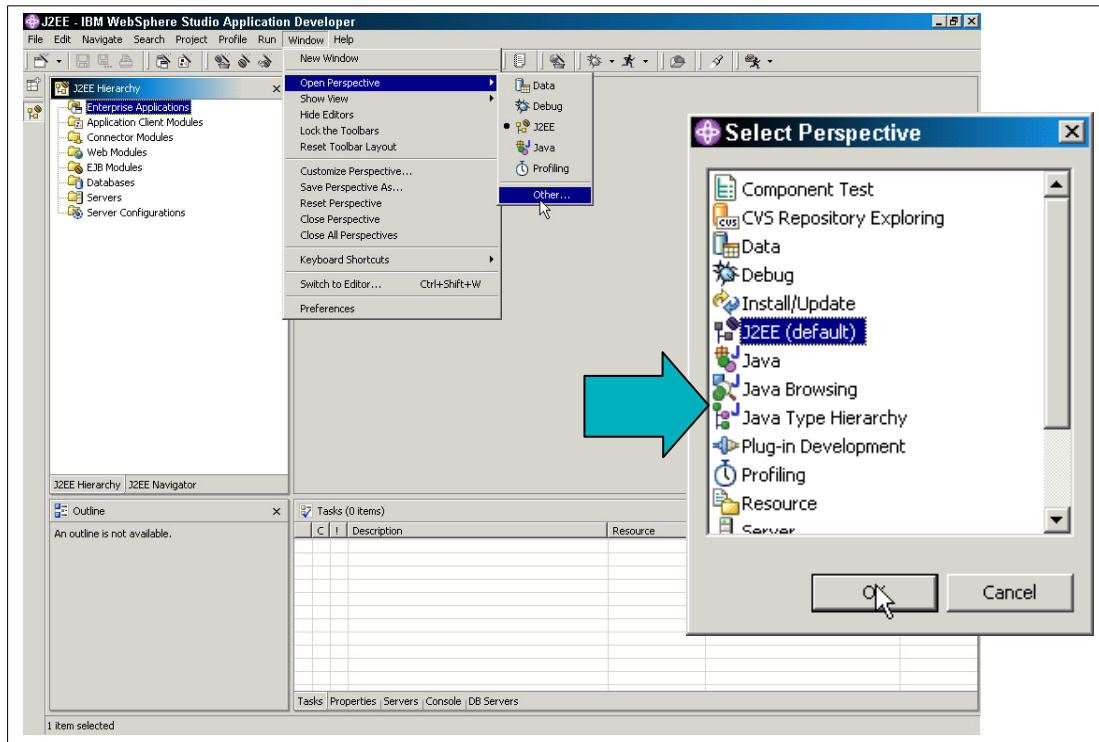 J2EE - IBM WebSphere Studio Application Developer
File Edit Navigate Search Project Profile Run Window Help
J2EE Hierarchy
Enterprise Applications
Application Client Modules
Connector Modules
Web Modules
EJB Modules
Databases
Servers
Server Configurations
J2EE Hierarchy J2EE Navigator
New Window
Open Perspective
Show View
Hide Editors
Lock the Toolbars
Reset Toolbar Layout
Customize Perspective...
Save Perspective As...
Reset Perspective
Close Perspective
Close All Perspectives
Keyboard Shortcuts
Switch to Editor... Ctrl+Shift+W
Preferences
Data
Debug
J2EE
Java
Profiling
Other...
Select Perspective
Component Test
CVS CVS Repository Exploring
Data
Debug
Install/Update
J2EE (default)
Java
Java Browsing
Java Type Hierarchy
Plug-in Development
Profiling
Resource
Server
OK Cancel
Outline
An outline is not available.
Tasks (0 items)
C ! Description Resource
Tasks Properties Servers Console DB Servers
1 item selected